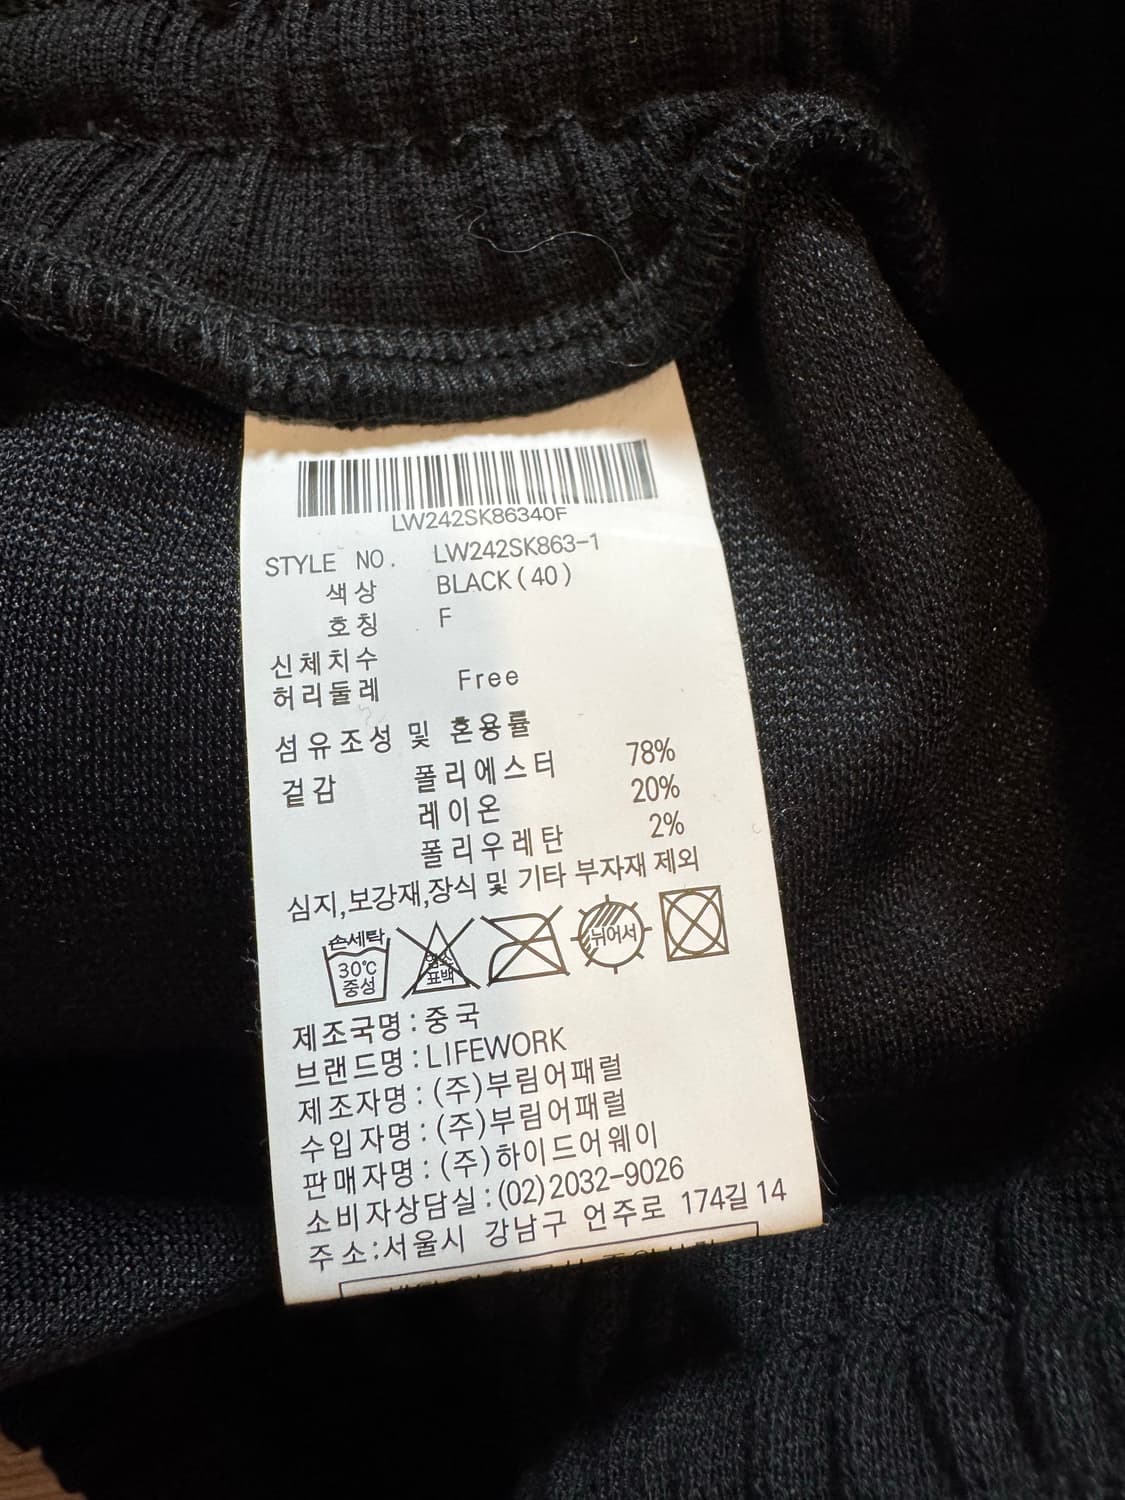 LW242SK86340F
STYLE NO. LW242SK863-1
색상 BLACK(40)
호칭 F
신체치수
허리둘레 Free
섬유조성 및 혼용률
겉감 폴리에스터 78%
레이온 20%
폴리우레탄 2%
심지,보강재,장식 및 기타 부자재 제외
손세탁
30℃
중성
염소
표백
뉘어서
제조국명:중국
브랜드명:LIFEWORK
제조자명:(주)부림어패럴
수입자명:(주)부림어패럴
판매자명:(주)하이드어웨이
소비자상담실:(02)2032-9026
주소:서울시 강남구 언주로 174길 14